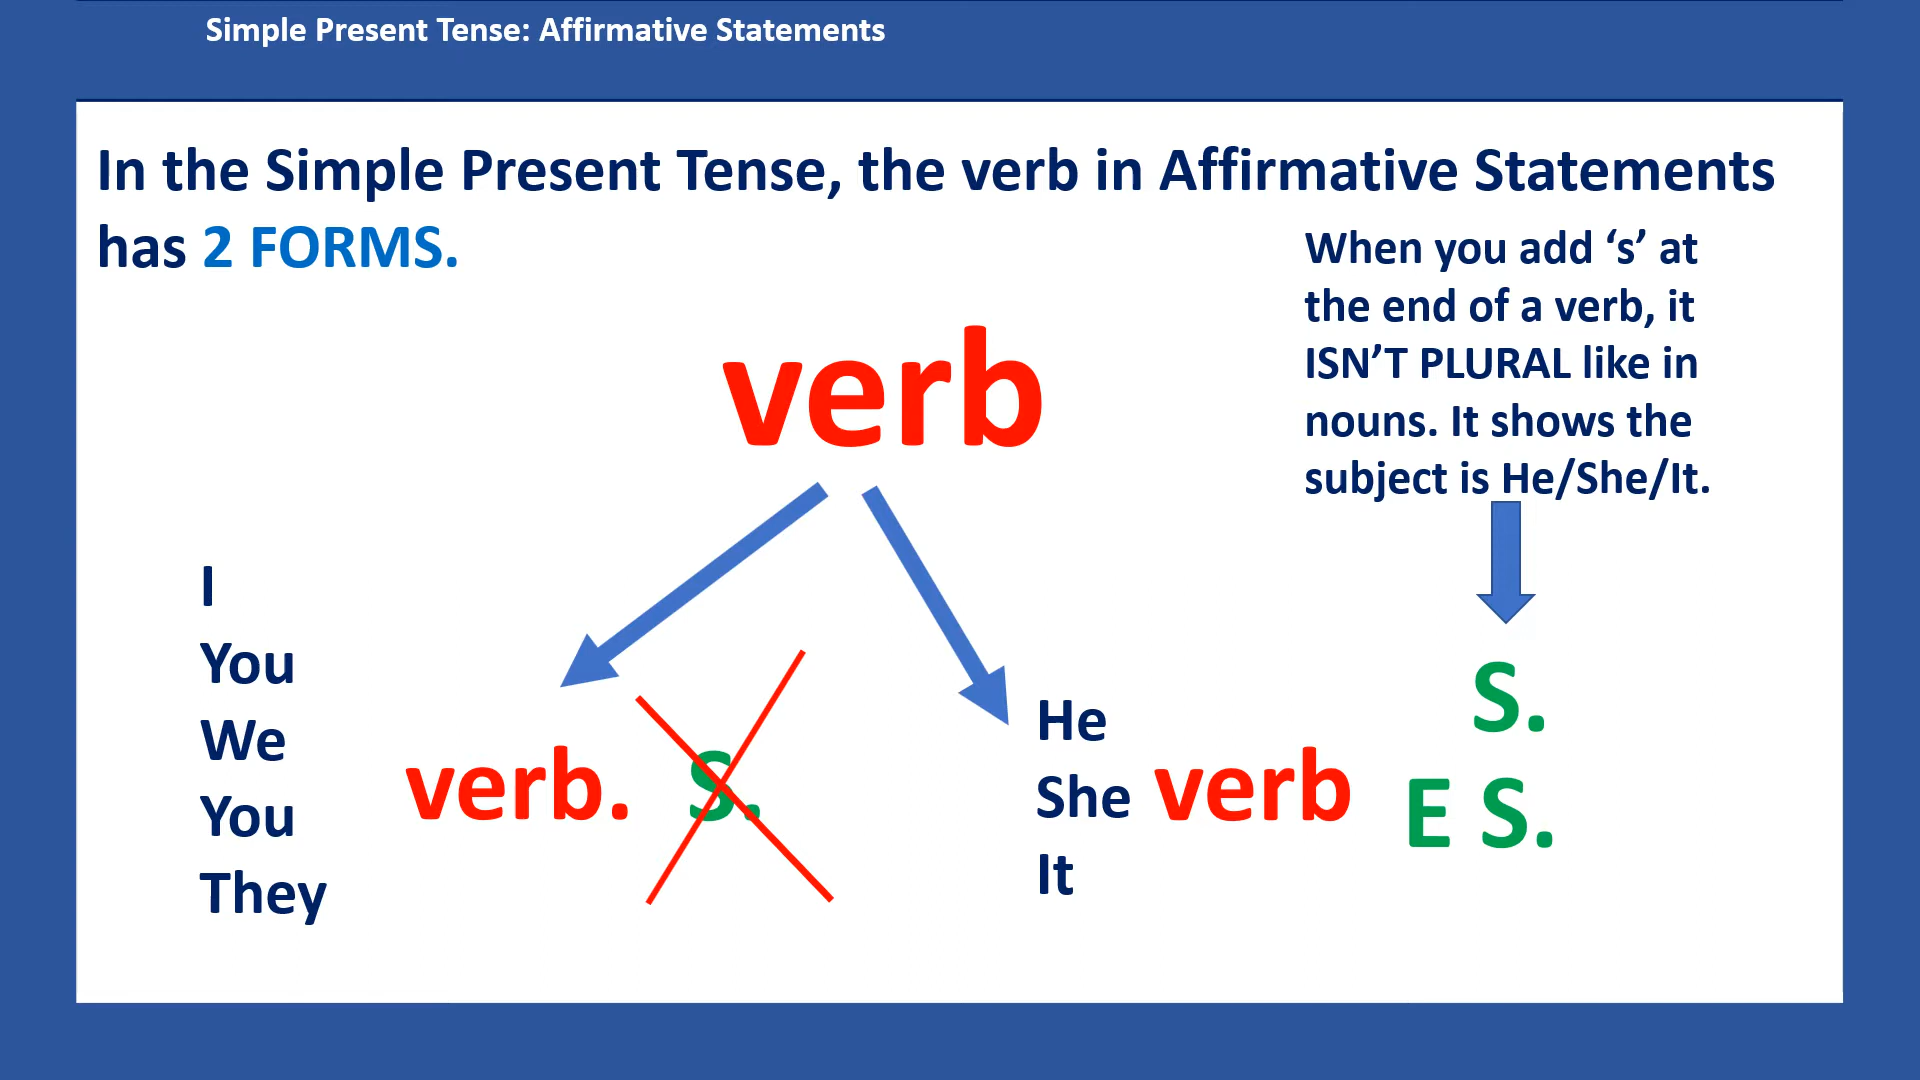 Simple Present Tense: Affirmative Statements
In the Simple Present Tense, the verb in Affirmative Statements
has 2 FORMS.
When you add ‘s’ at
the end of a verb, it
ISN’T PLURAL like in
nouns. It shows the
subject is He/She/It.
verb
I
You
We
You
They
verb. S.
He
She
It
verb
S.
E S.